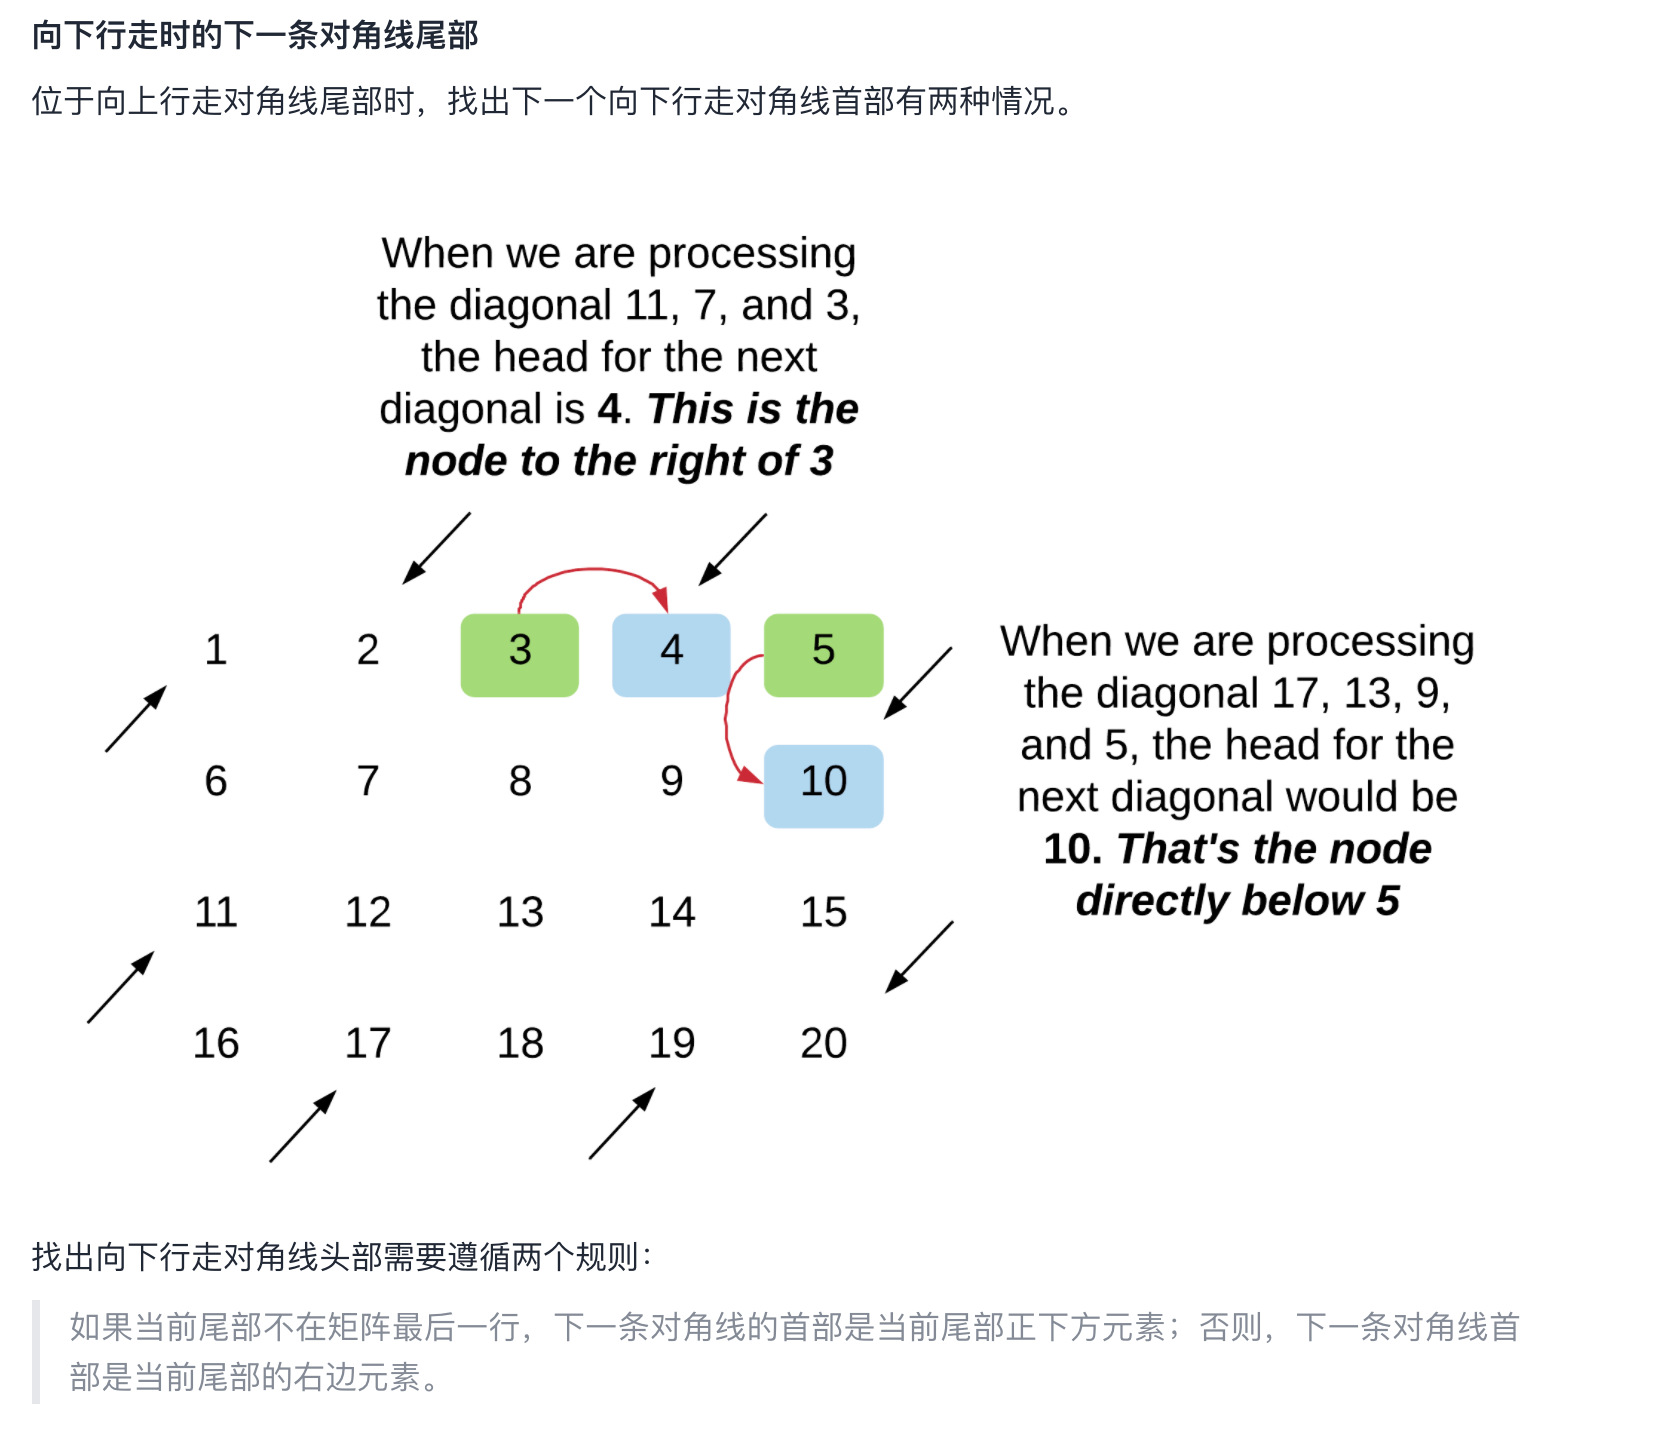 向下行走时的下一条对角线尾部
位于向上行走对角线尾部时，找出下一个向下行走对角线首部有两种情况。
When we are processing
the diagonal 11, 7, and 3,
the head for the next
diagonal is 4. This is the
node to the right of 3
1 2 3 4 5
6 7 8 9 10
11 12 13 14 15
16 17 18 19 20
When we are processing
the diagonal 17, 13, 9,
and 5, the head for the
next diagonal would be
10. That's the node
directly below 5
找出向下行走对角线头部需要遵循两个规则：
如果当前尾部不在矩阵最后一行，下一条对角线的首部是当前尾部正下方元素；否则，下一条对角线首
部是当前尾部的右边元素。